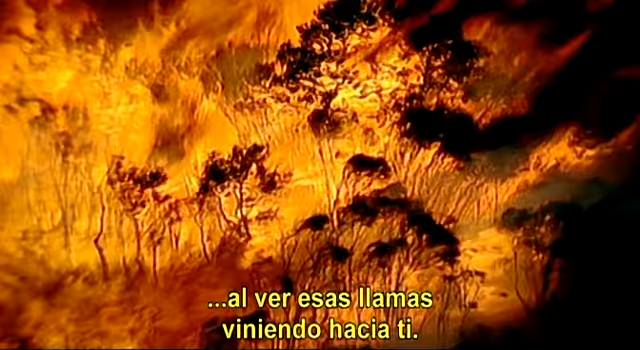 ...al ver esas llamas
viniendo hacia ti.